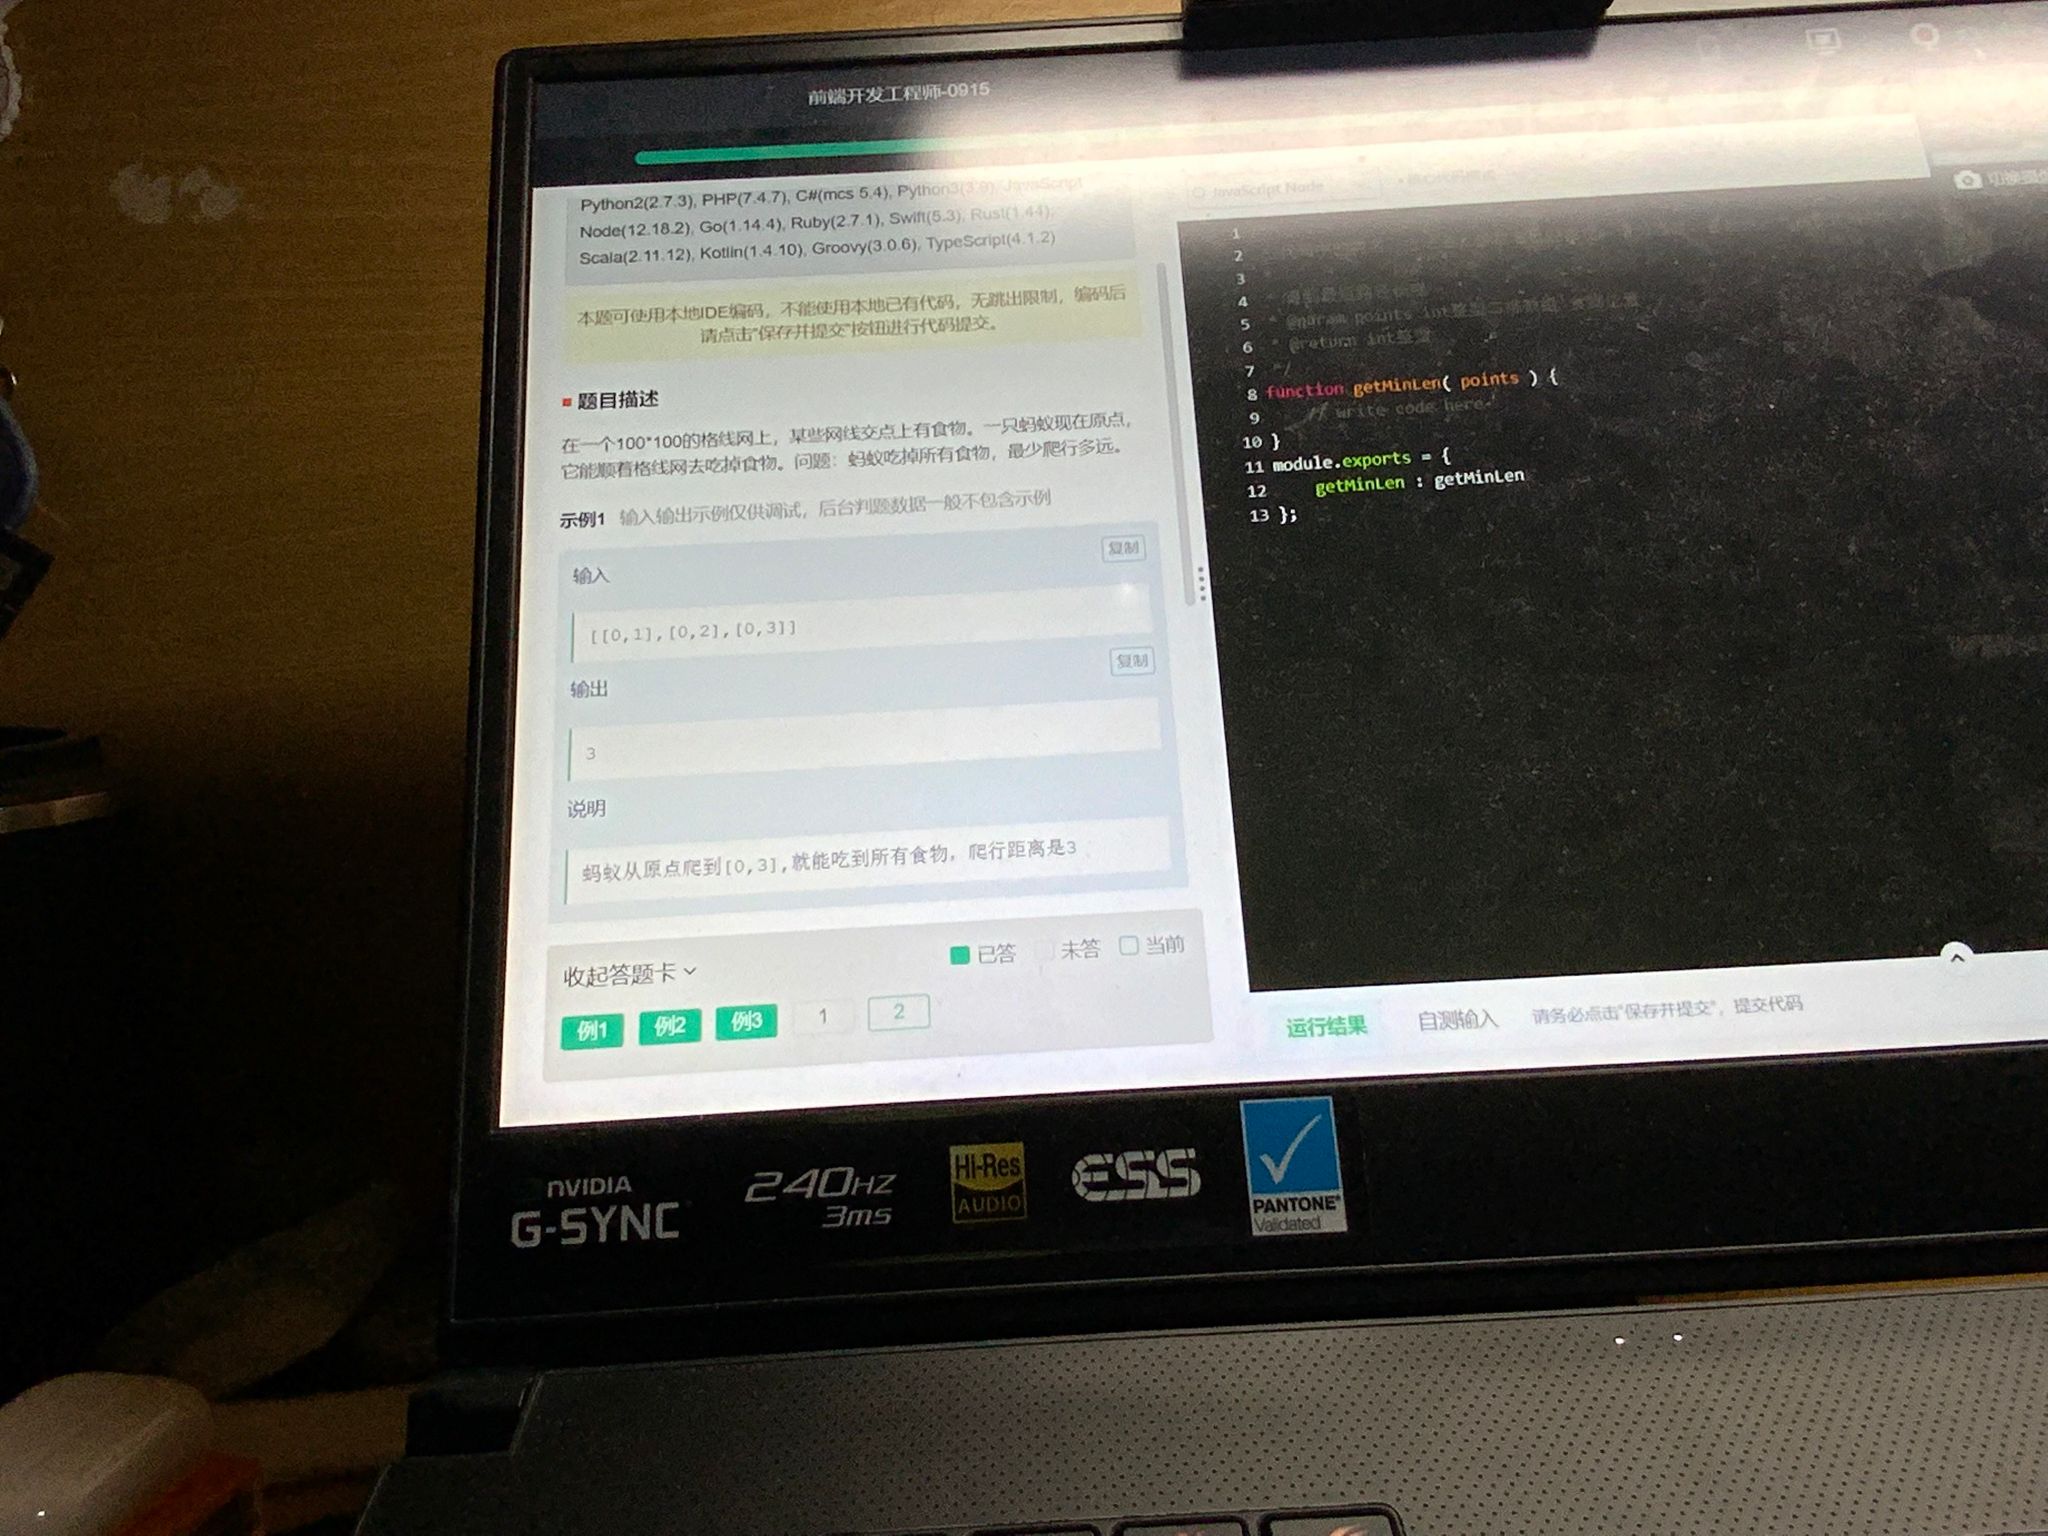 前端开发工程师-0915
Python2(2.7.3), PHP(7.4.7), C#(mcs 5.4), Python3(3.9), JavaScript
Node(12.18.2), Go(1.14.4), Ruby(2.7.1), Swift(5.3), Rust(1.44),
Scala(2.11.12), Kotlin(1.4.10), Groovy(3.0.6), TypeScript(4.1.2)
本题可使用本地IDE编码，不能使用本地已有代码，无跳出限制，编码后
请点击“保存并提交”按钮进行代码提交。
题目描述
在一个100*100的格线网上，某些网线交点上有食物。一只蚂蚁现在原点，
它能顺着格线网去吃掉食物。问题：蚂蚁吃掉所有食物，最少爬行多远。
示例1 输入输出示例仅供调试，后台判题数据一般不包含示例
输入
复制
[[0,1],[0,2],[0,3]]
输出
复制
3
说明
蚂蚁从原点爬到[0,3],就能吃到所有食物，爬行距离是3
收起答题卡
已答 未答 当前
例1 例2 例3 1 2
JavaScript Node
1
2
3
4
5 * @param points int
6 * @return int整型
7 */
8 function getMinLen( points ) {
9 // write code here
10 }
11 module.exports = {
12 getMinLen : getMinLen
13 };
运行结果 自测输入 请务必点击“保存并提交”，提交代码
NVIDIA
G-SYNC
240HZ
3ms
Hi-Res
AUDIO
ESS
PANTONE
Validated